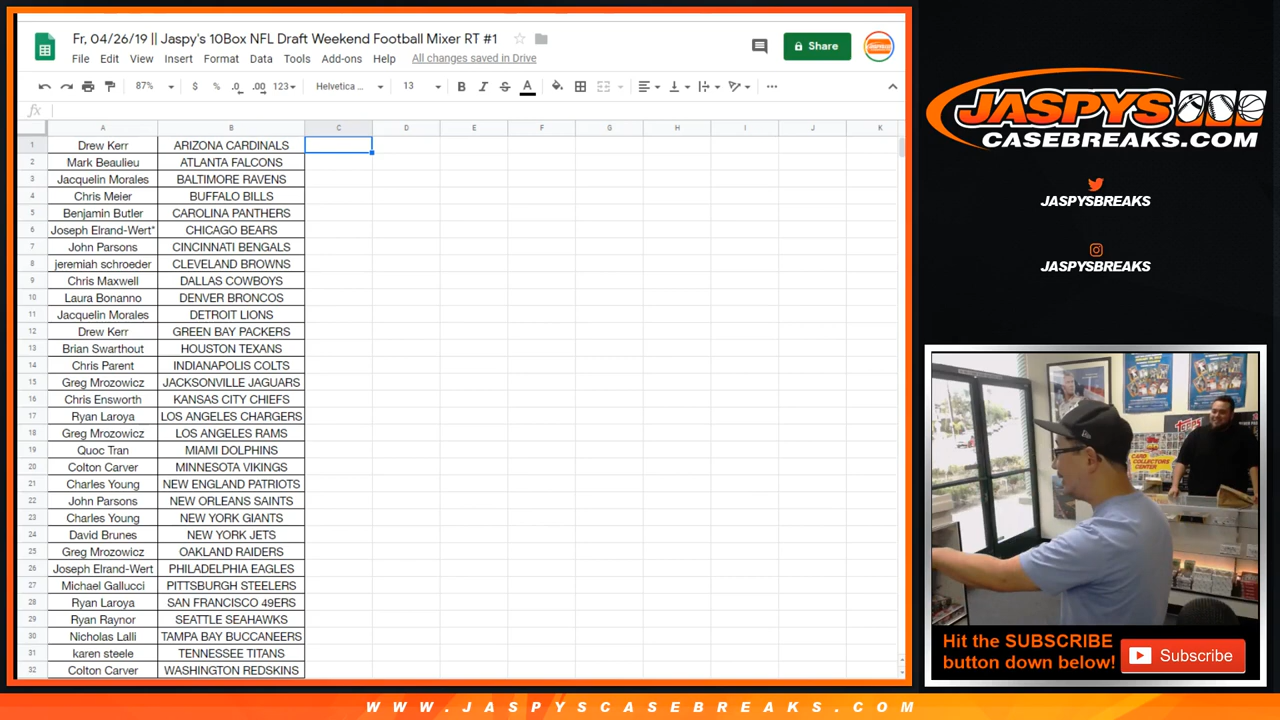 Fr, 04/26/19 || Jaspy's 10Box NFL Draft Weekend Football Mixer RT #1
Share
File Edit View Insert Format Data Tools Add-ons Help All changes saved in Drive
87% $ % .0 .00 123 Helvetica ... 13 B I S A
fx
A B C D E F G H I J K
1 Drew Kerr ARIZONA CARDINALS
2 Mark Beaulieu ATLANTA FALCONS
3 Jacquelin Morales BALTIMORE RAVENS
4 Chris Meier BUFFALO BILLS
5 Benjamin Butler CAROLINA PANTHERS
6 Joseph Elrand-Wert* CHICAGO BEARS
7 John Parsons CINCINNATI BENGALS
8 jeremiah schroeder CLEVELAND BROWNS
9 Chris Maxwell DALLAS COWBOYS
10 Laura Bonanno DENVER BRONCOS
11 Jacquelin Morales DETROIT LIONS
12 Drew Kerr GREEN BAY PACKERS
13 Brian Swarthout HOUSTON TEXANS
14 Chris Parent INDIANAPOLIS COLTS
15 Greg Mrozowicz JACKSONVILLE JAGUARS
16 Chris Ensworth KANSAS CITY CHIEFS
17 Ryan Laroya LOS ANGELES CHARGERS
18 Greg Mrozowicz LOS ANGELES RAMS
19 Quoc Tran MIAMI DOLPHINS
20 Colton Carver MINNESOTA VIKINGS
21 Charles Young NEW ENGLAND PATRIOTS
22 John Parsons NEW ORLEANS SAINTS
23 Charles Young NEW YORK GIANTS
24 David Brunes NEW YORK JETS
25 Greg Mrozowicz OAKLAND RAIDERS
26 Joseph Elrand-Wert PHILADELPHIA EAGLES
27 Michael Gallucci PITTSBURGH STEELERS
28 Ryan Laroya SAN FRANCISCO 49ERS
29 Ryan Raynor SEATTLE SEAHAWKS
30 Nicholas Lalli TAMPA BAY BUCCANEERS
31 karen steele TENNESSEE TITANS
32 Colton Carver WASHINGTON REDSKINS
JASPYS
CASEBREAKS.COM
JASPYSBREAKS
JASPYSBREAKS
topps
CARD
COLLECTORS
CENTER
Hit the SUBSCRIBE
button down below!
Subscribe
WWW.JASPYSCASEBREAKS.COM